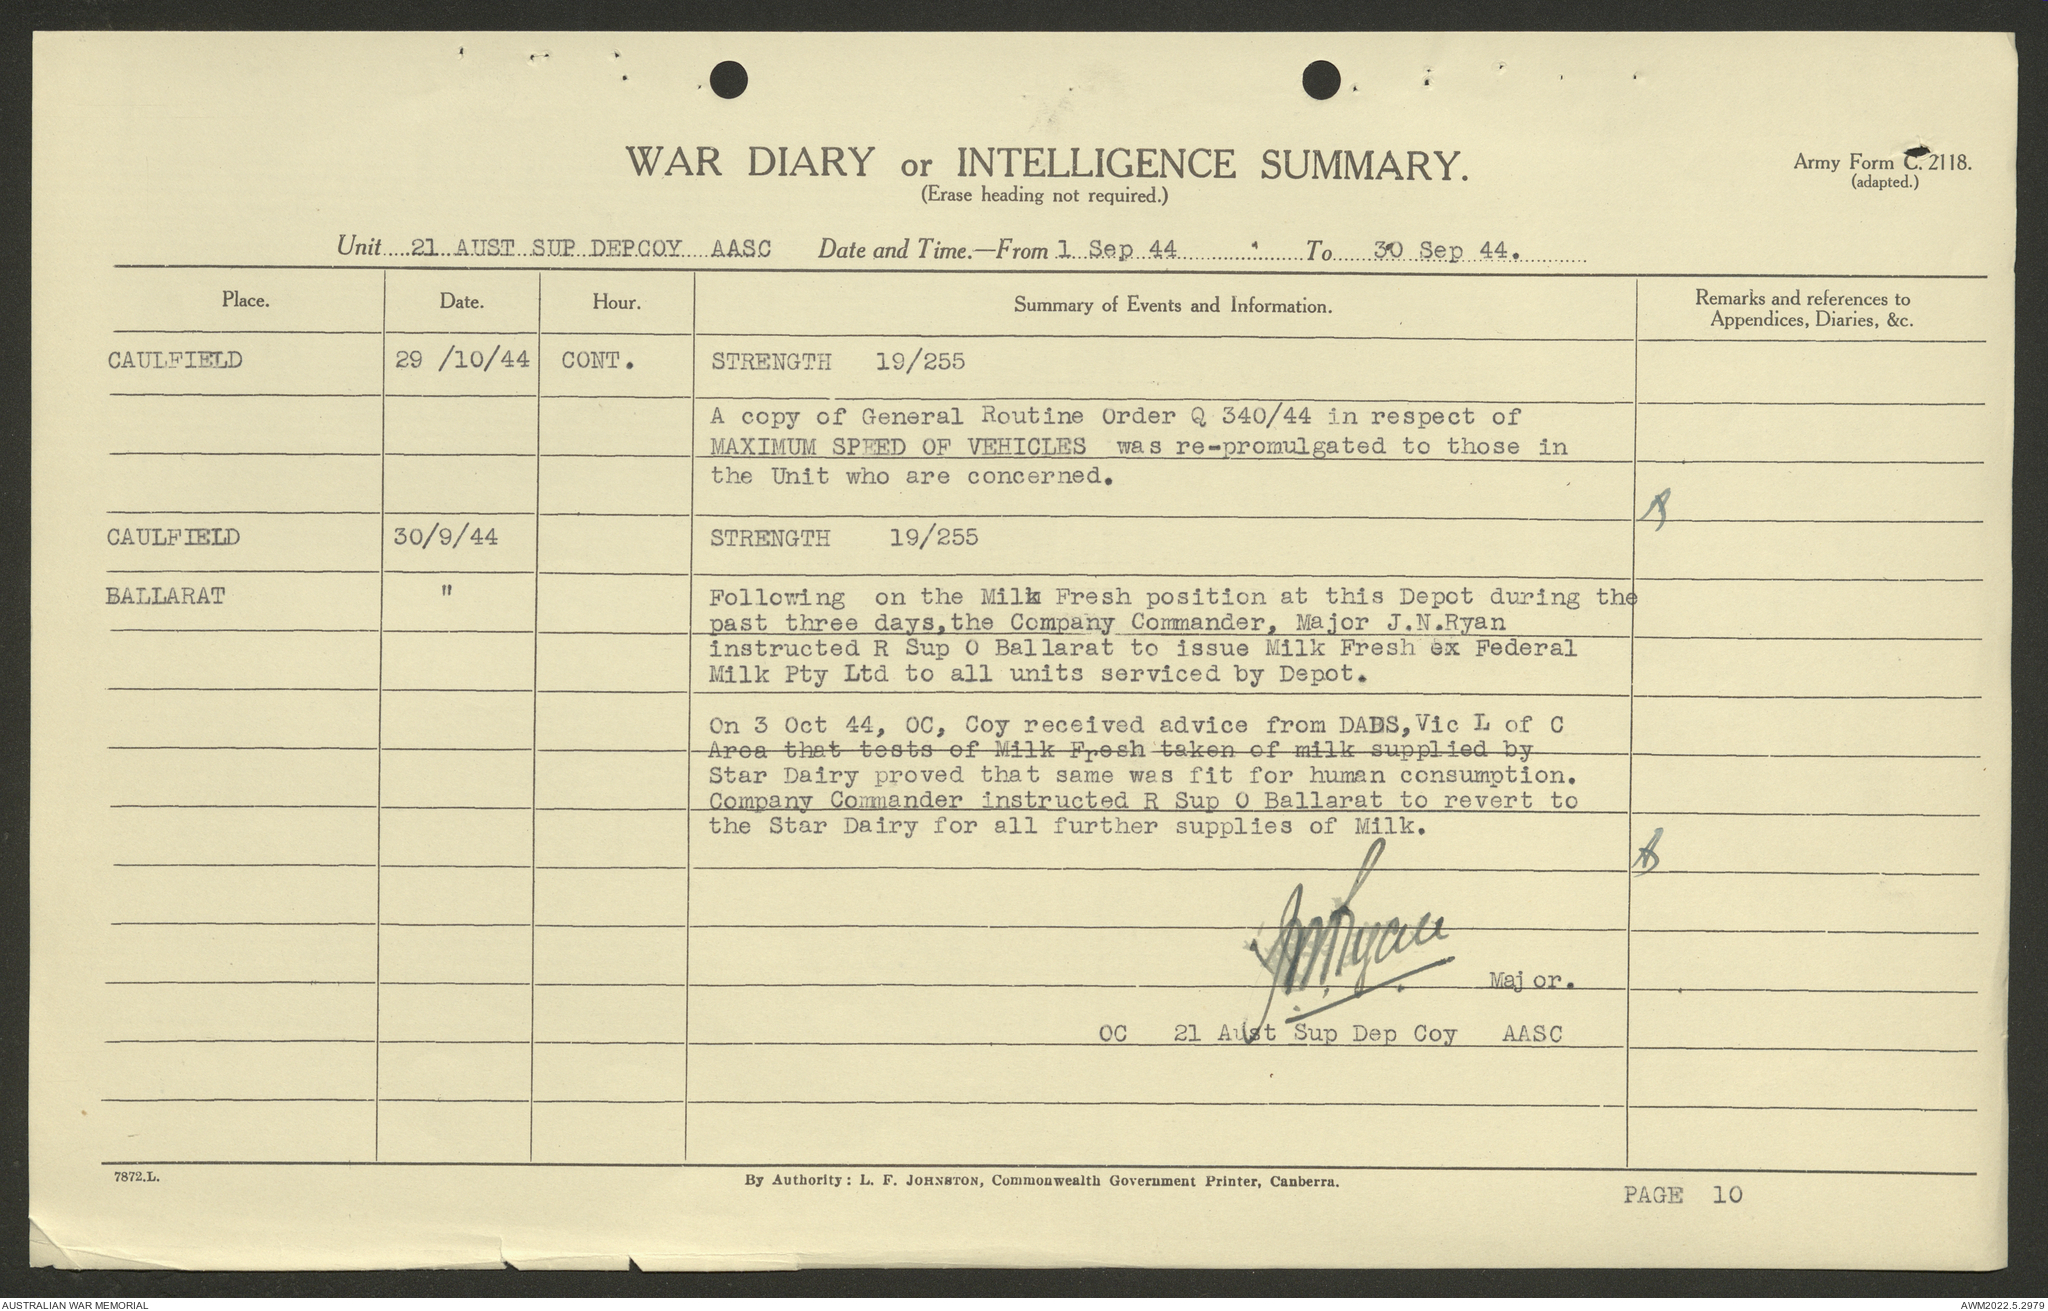 WAR DIARY or INTELLIGENCE SUMMARY.
(Erase heading not required.)
Army Form C. 2118.
(adapted.)
Unit 21 AUST SUP DEPCOY AASC Date and Time.—From 1 Sep 44 To 30 Sep 44.
Place. Date. Hour. Summary of Events and Information. Remarks and references to
Appendices, Diaries, &c.
CAULFIELD 29 /10/44 CONT. STRENGTH 19/255
A copy of General Routine Order Q 340/44 in respect of
MAXIMUM SPEED OF VEHICLES was re-promulgated to those in
the Unit who are concerned.
CAULFIELD 30/9/44 STRENGTH 19/255
BALLARAT " Following on the Milk Fresh position at this Depot during the
past three days,the Company Commander, Major J.N.Ryan
instructed R Sup O Ballarat to issue Milk Fresh ex Federal
Milk Pty Ltd to all units serviced by Depot.
On 3 Oct 44, OC, Coy received advice from DADS,Vic L of C
Area that tests of Milk Fresh taken of milk supplied by
Star Dairy proved that same was fit for human consumption.
Company Commander instructed R Sup O Ballarat to revert to
the Star Dairy for all further supplies of Milk.
JNRyan
Major.
OC 21 Aust Sup Dep Coy AASC
7872.L.
By Authority: L. F. JOHNSTON, Commonwealth Government Printer, Canberra.
PAGE 10
AUSTRALIAN WAR MEMORIAL
AWM2022.5.2979